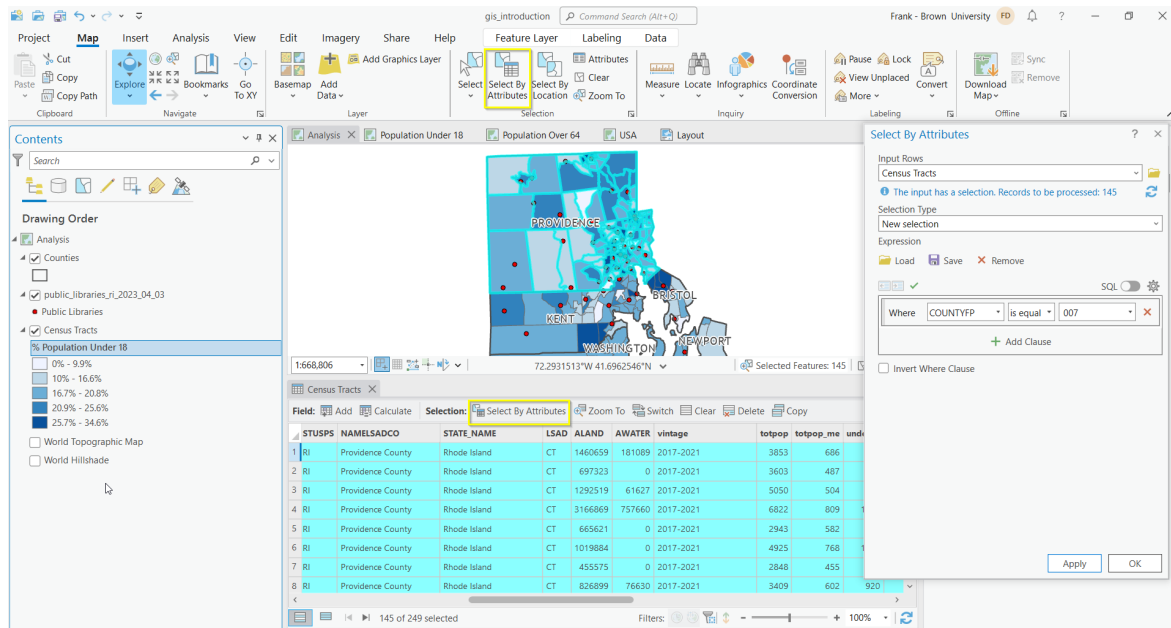 gis_introduction
Command Search (Alt+Q)
Frank - Brown University
FD
?
Project Map Insert Analysis View Edit Imagery Share Help Feature Layer Labeling Data
Paste
Cut
Copy
Copy Path
Clipboard
Explore
Bookmarks
Go To XY
Navigate
Basemap
Add Data
Add Graphics Layer
Layer
Select
Select By Attributes
Select By Location
Attributes
Clear
Zoom To
Selection
Measure
Locate
Infographics
Coordinate Conversion
Inquiry
Pause
Lock
View Unplaced
More
Convert
Labeling
Download Map
Sync
Remove
Offline
Contents
Search
Drawing Order
Analysis
Counties
public_libraries_ri_2023_04_03
Public Libraries
Census Tracts
% Population Under 18
0% - 9.9%
10% - 16.6%
16.7% - 20.8%
20.9% - 25.6%
25.7% - 34.6%
World Topographic Map
World Hillshade
Analysis Population Under 18 Population Over 64 USA Layout
PROVIDENCE
BRISTOL
KENT
NEWPORT
WASHINGTON
1:668,806
72.2931513°W 41.6962546°N
Selected Features: 145
Census Tracts
Field: Add Calculate Selection: Select By Attributes Zoom To Switch Clear Delete Copy
STUSPS NAMELSADCO STATE_NAME LSAD ALAND AWATER vintage totpop totpop_me
1 RI Providence County Rhode Island CT 1460659 181089 2017-2021 3853 686
2 RI Providence County Rhode Island CT 697323 0 2017-2021 3603 487
3 RI Providence County Rhode Island CT 1292519 61627 2017-2021 5050 504
4 RI Providence County Rhode Island CT 3166869 757660 2017-2021 6822 809 1
5 RI Providence County Rhode Island CT 665621 0 2017-2021 2943 582
6 RI Providence County Rhode Island CT 1019884 0 2017-2021 4925 768 1
7 RI Providence County Rhode Island CT 455575 0 2017-2021 2848 455
8 RI Providence County Rhode Island CT 826899 76630 2017-2021 3409 602 920
145 of 249 selected
Filters:
100%
Select By Attributes
?
Input Rows
Census Tracts
The input has a selection. Records to be processed: 145
Selection Type
New selection
Expression
Load Save Remove
SQL
Where COUNTYFP is equal 007
Add Clause
Invert Where Clause
Apply OK